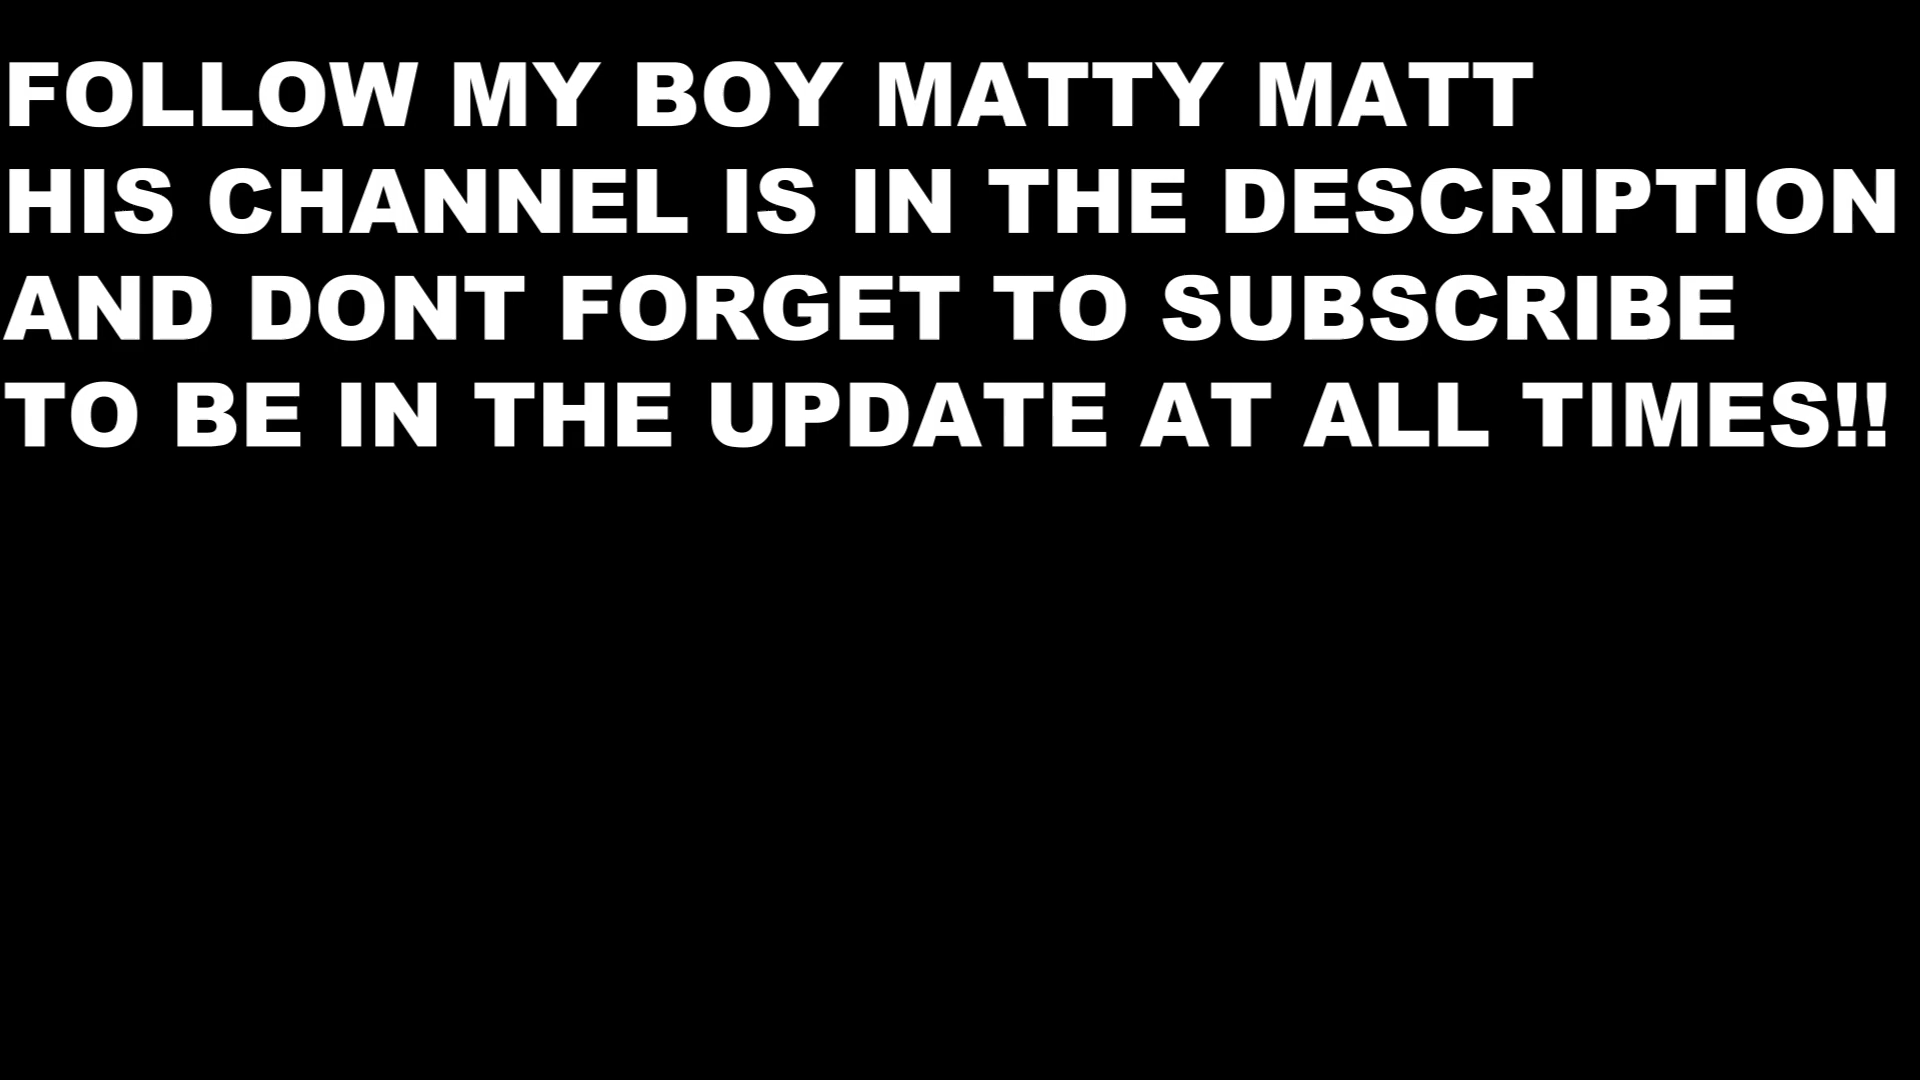 FOLLOW MY BOY MATTY MATT
HIS CHANNEL IS IN THE DESCRIPTION
AND DONT FORGET TO SUBSCRIBE
TO BE IN THE UPDATE AT ALL TIMES!!